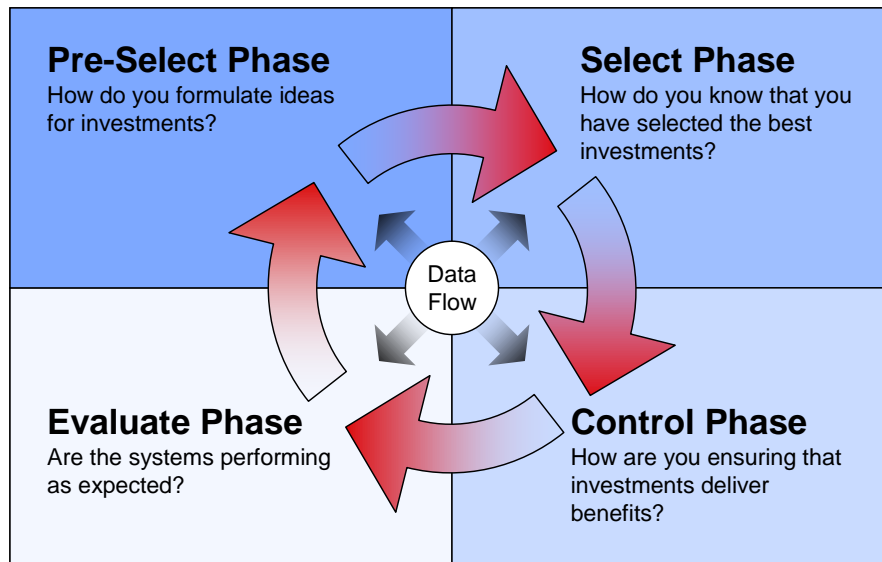 Pre-Select Phase
How do you formulate ideas
for investments?
Select Phase
How do you know that you
have selected the best
investments?
Data
Flow
Evaluate Phase
Are the systems performing
as expected?
Control Phase
How are you ensuring that
investments deliver
benefits?